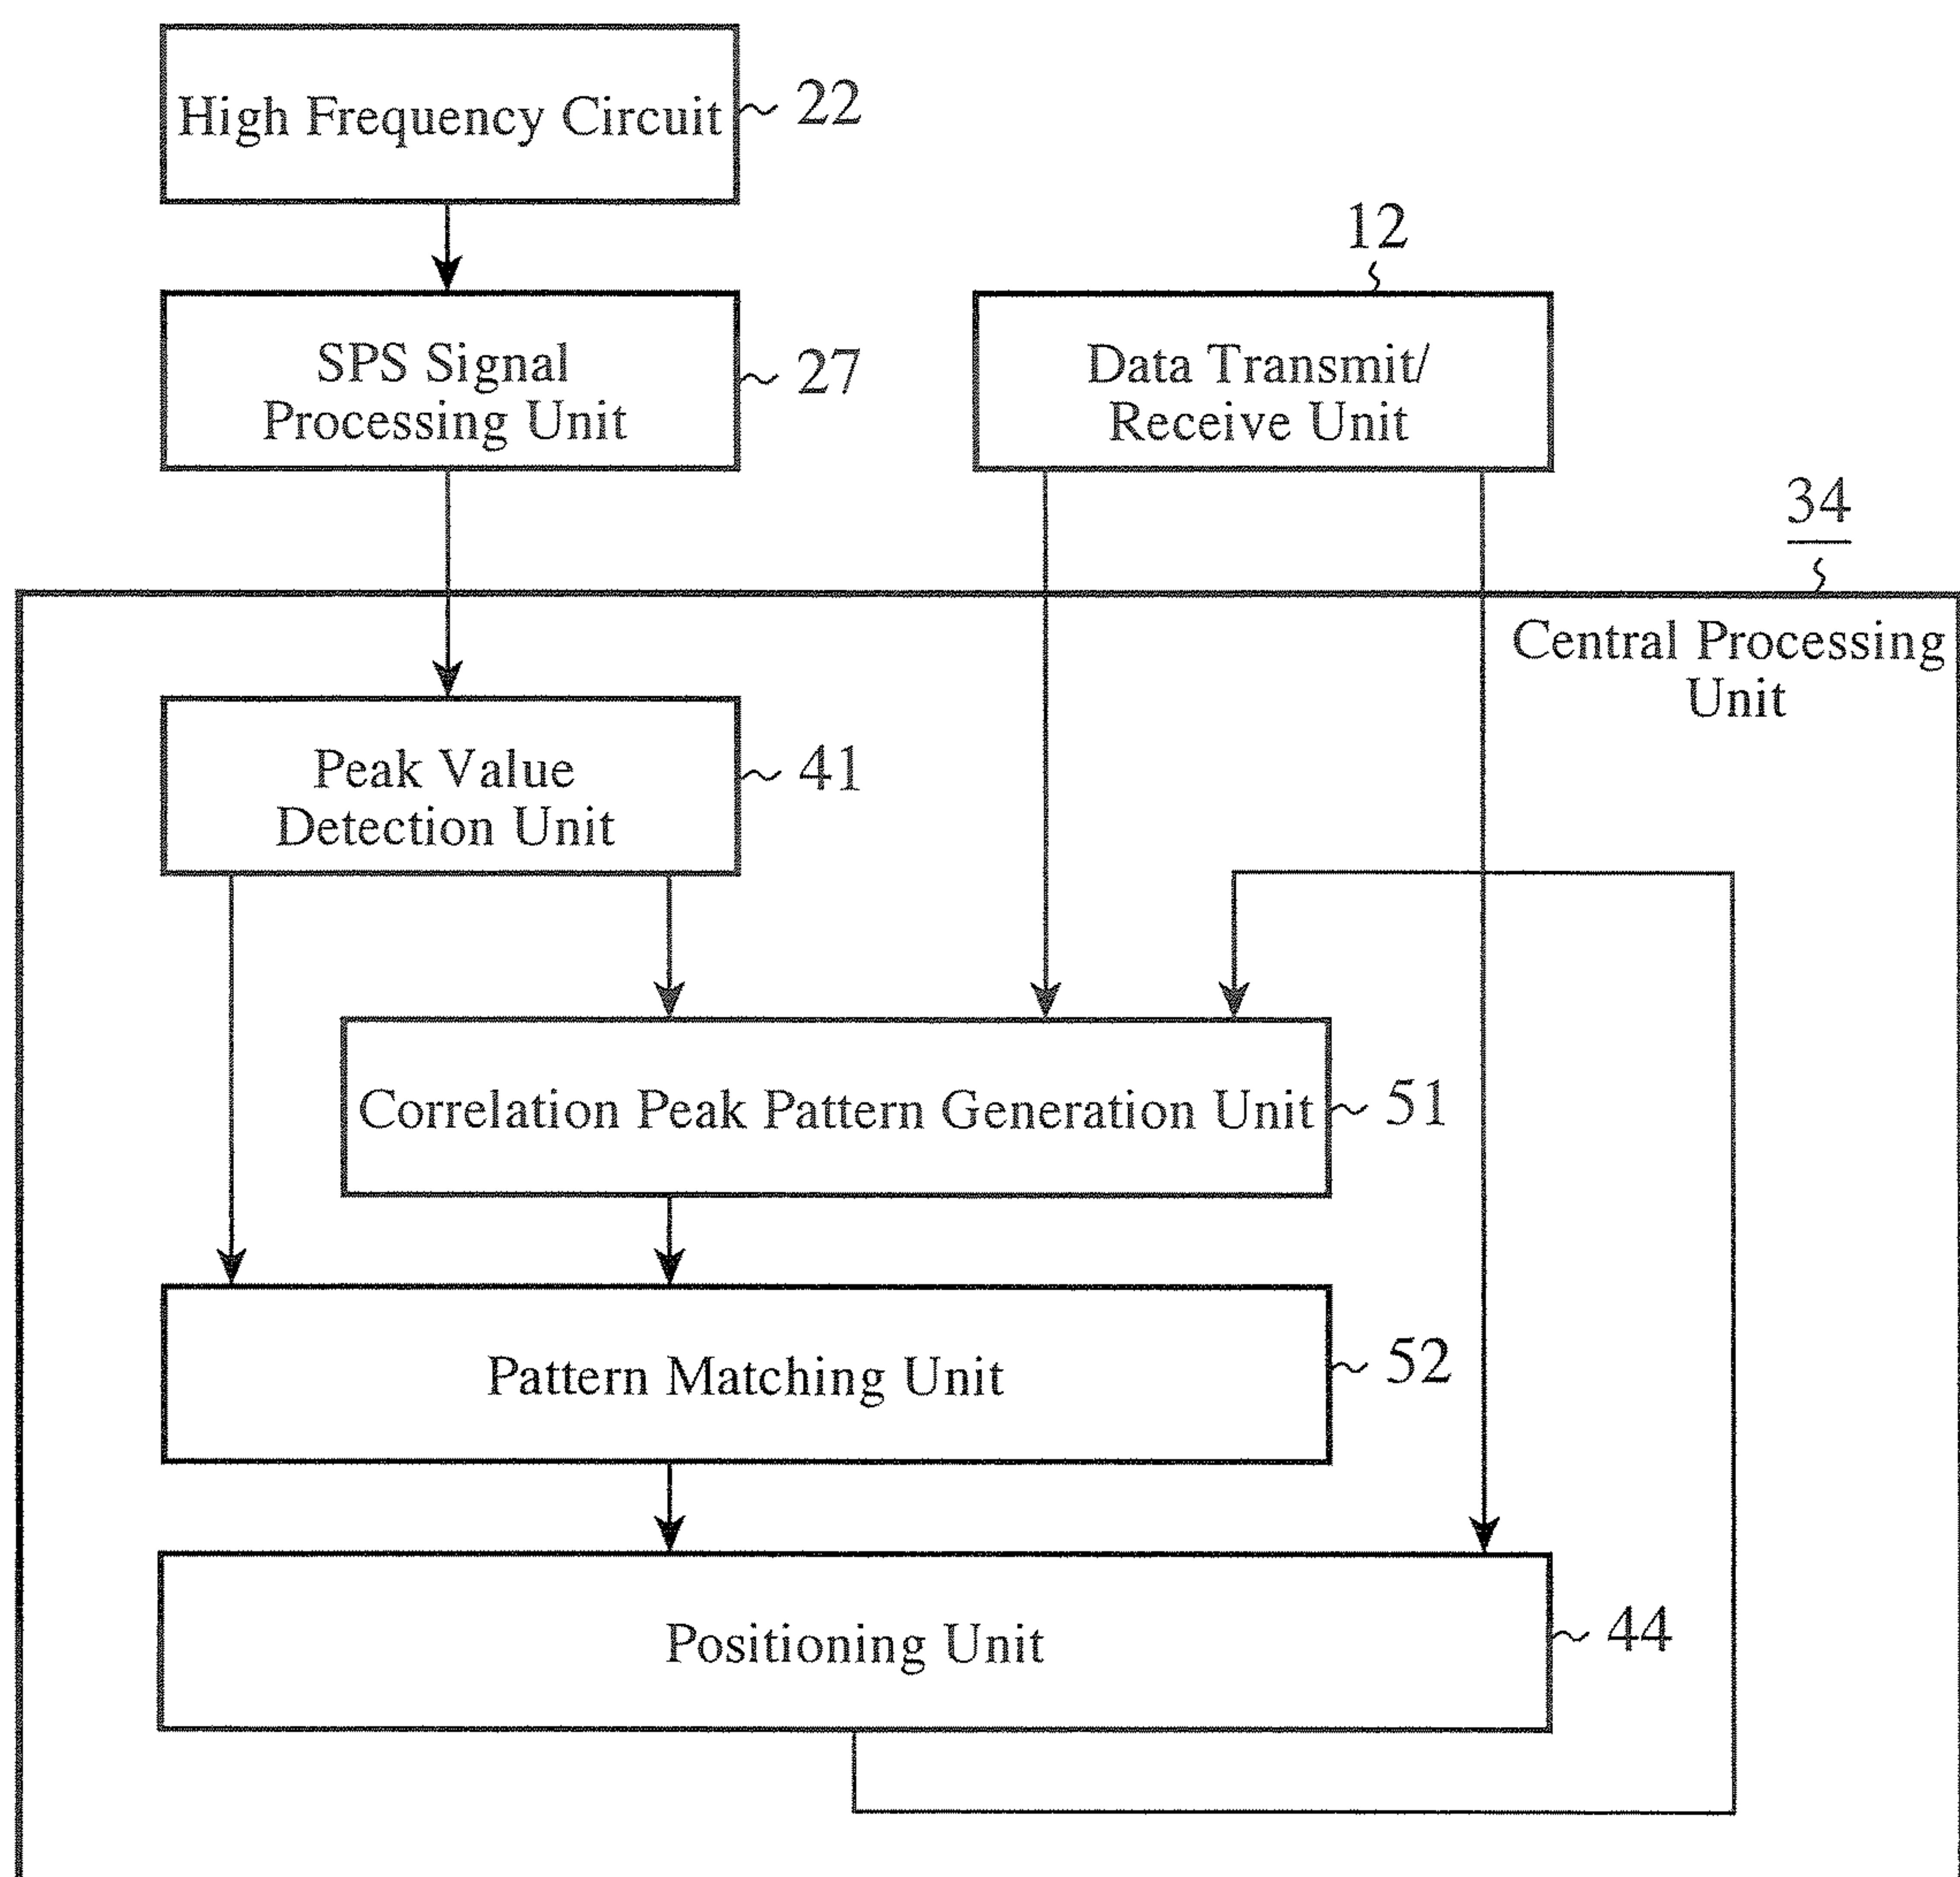 High Frequency Circuit
22
12
SPS Signal
Processing Unit
27
Data Transmit/
Receive Unit
34
Central Processing
Unit
Peak Value
Detection Unit
41
Correlation Peak Pattern Generation Unit
51
Pattern Matching Unit
52
Positioning Unit
44